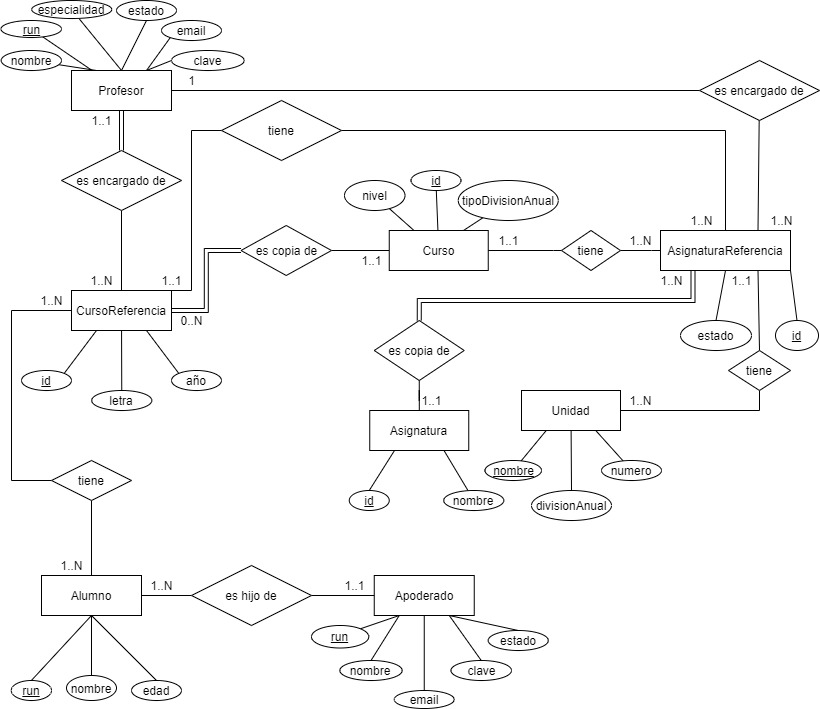 especialidad
estado
run
email
nombre
clave
Profesor
1
es encargado de
1..1
tiene
es encargado de
id
nivel
tipoDivisionAnual
1..N
1..N
es copia de
Curso
1..1
tiene
1..N
AsignaturaReferencia
1..1
1..N
1..1
1..N
1..1
1..N
CursoReferencia
0..N
estado
id
es copia de
tiene
id
letra
año
1..1
Unidad
1..N
Asignatura
nombre
numero
tiene
id
nombre
divisionAnual
1..N
Alumno
1..N
es hijo de
1..1
Apoderado
run
estado
nombre
clave
run
nombre
edad
email